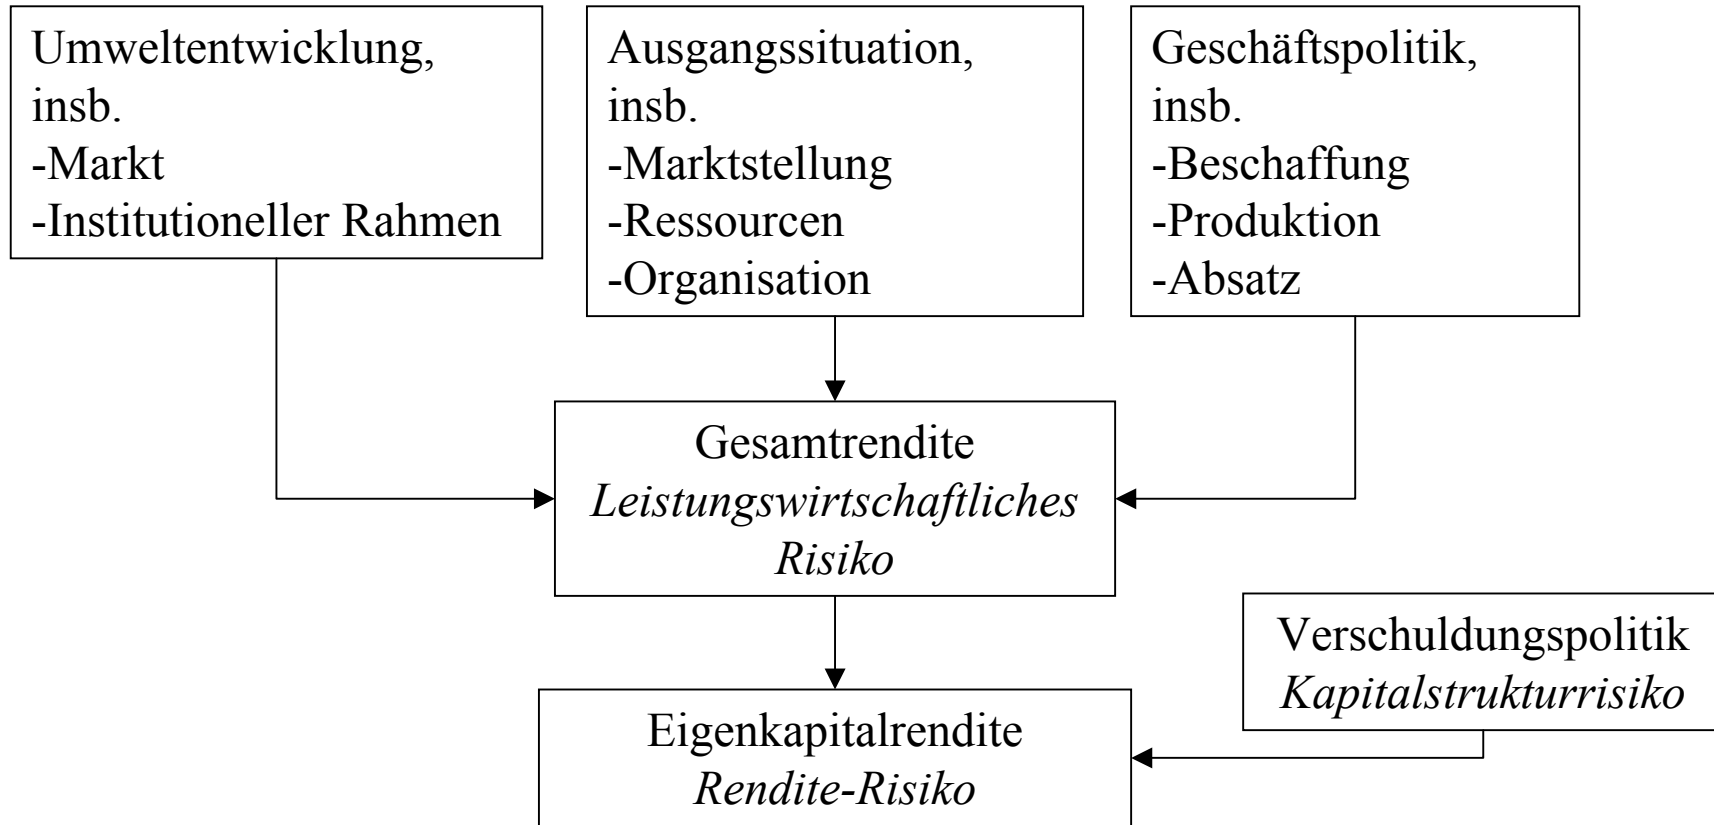 Umweltentwicklung,
insb.
-Markt
-Institutioneller Rahmen
Ausgangssituation,
insb.
-Marktstellung
-Ressourcen
-Organisation
Geschäftspolitik,
insb.
-Beschaffung
-Produktion
-Absatz
Gesamtrendite
Leistungswirtschaftliches
Risiko
Verschuldungspolitik
Kapitalstrukturrisiko
Eigenkapitalrendite
Rendite-Risiko